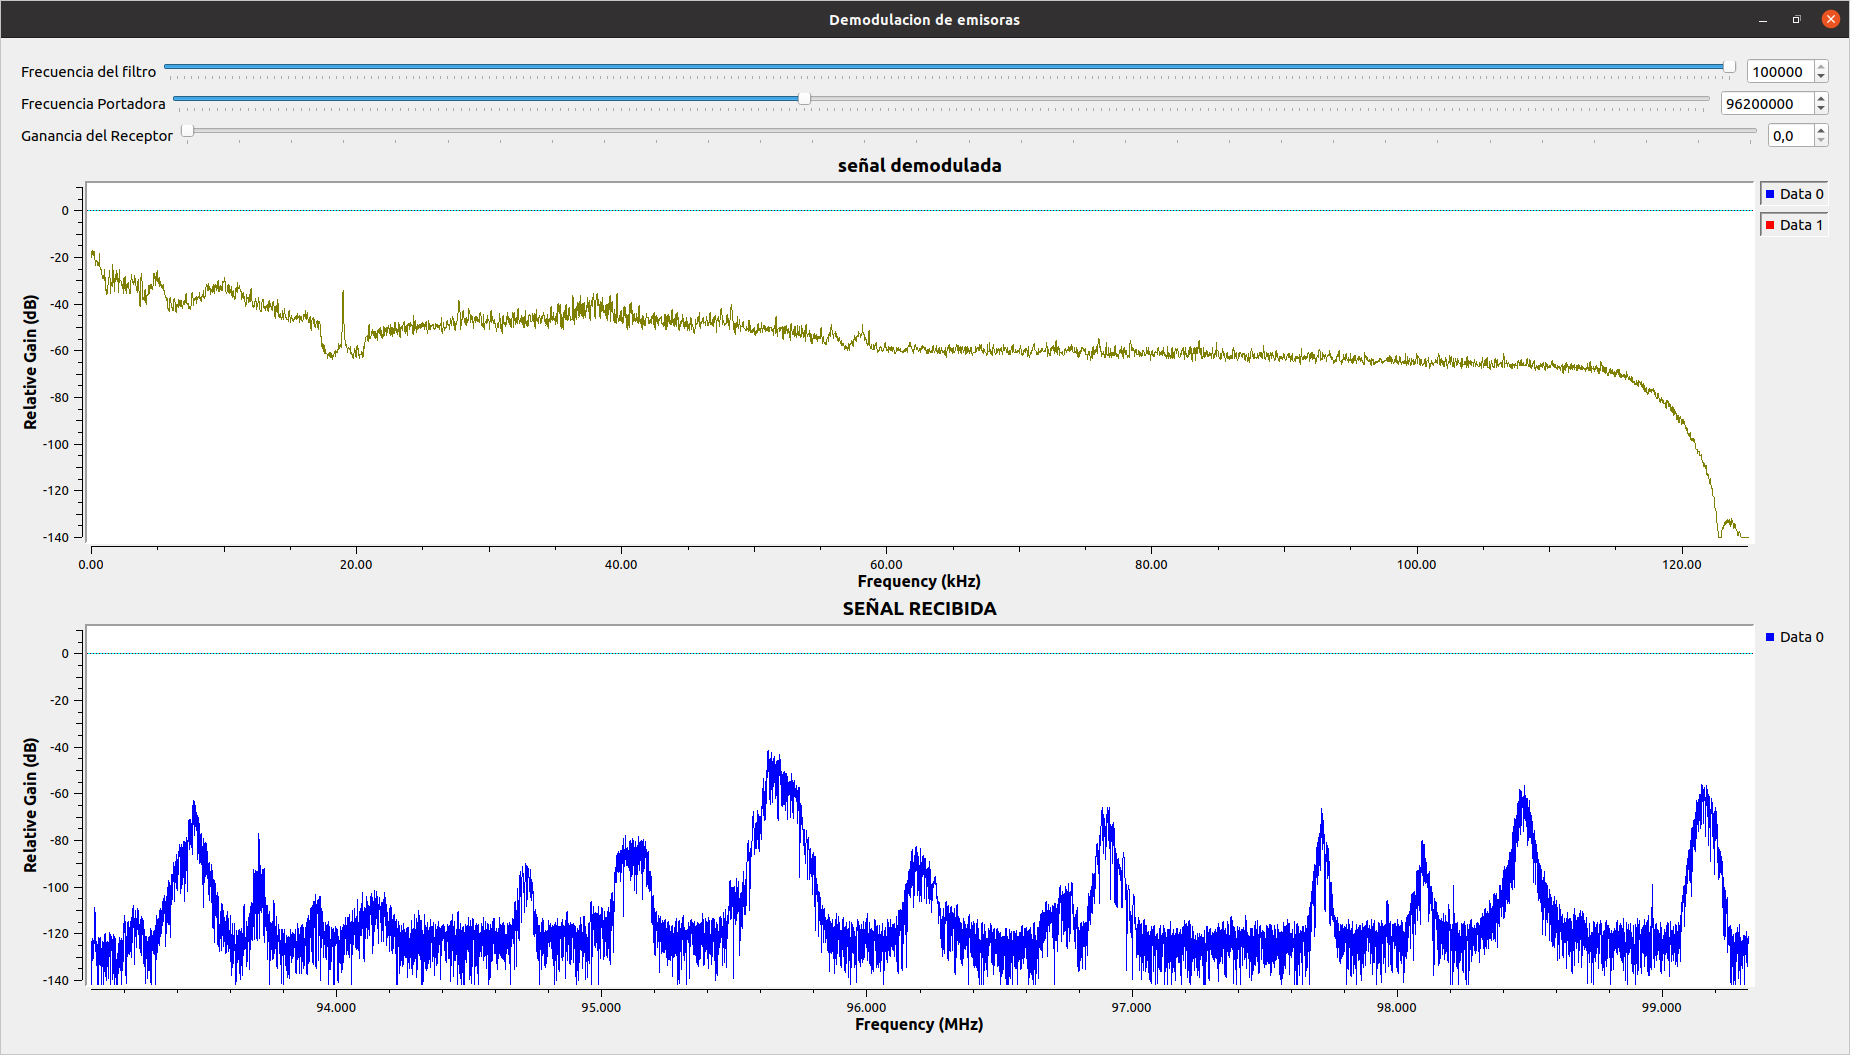 Demodulacion de emisoras
Frecuencia del filtro 100000
Frecuencia Portadora 96200000
Ganancia del Receptor 0,0
señal demodulada
Data 0
Data 1
Relative Gain (dB)
0
-20
-40
-60
-80
-100
-120
-140
0.00 20.00 40.00 60.00 80.00 100.00 120.00
Frequency (kHz)
SEÑAL RECIBIDA
Data 0
Relative Gain (dB)
0
-20
-40
-60
-80
-100
-120
-140
94.000 95.000 96.000 97.000 98.000 99.000
Frequency (MHz)